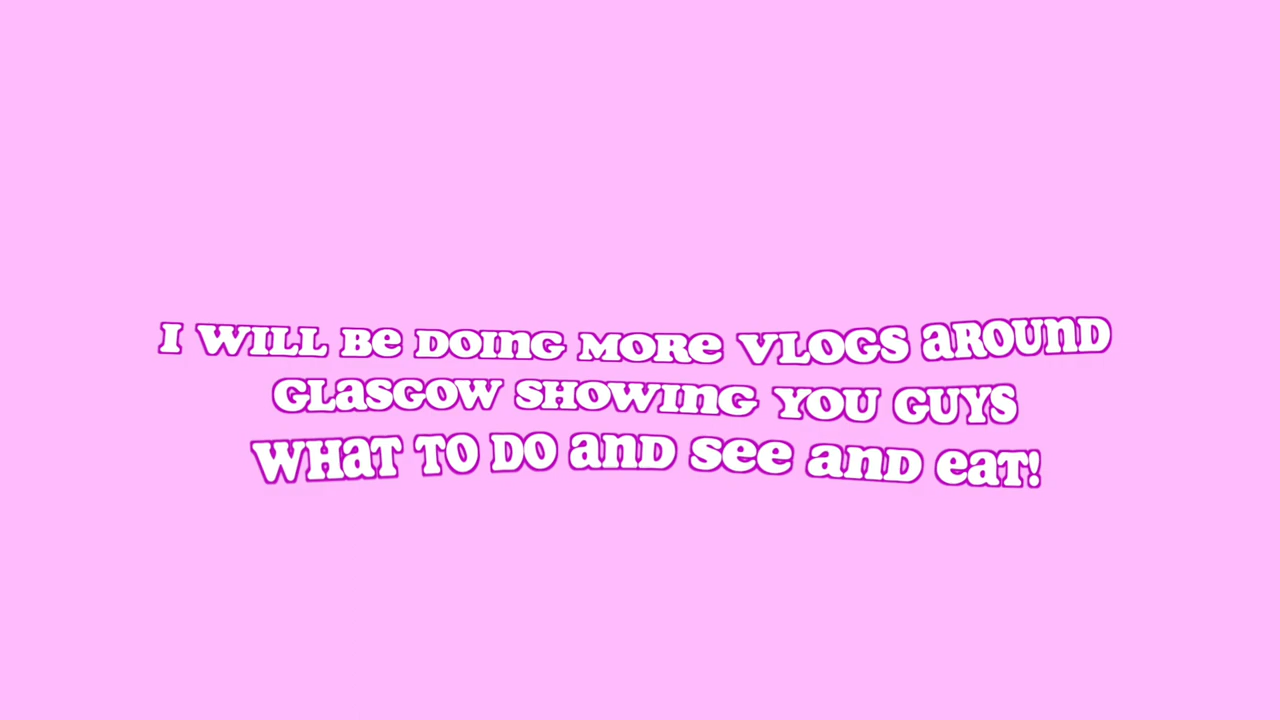 I WILL BE DOING MORE VLOGS AROUND
GLASGOW SHOWING YOU GUYS
WHAT TO DO AND SEE AND EAT!